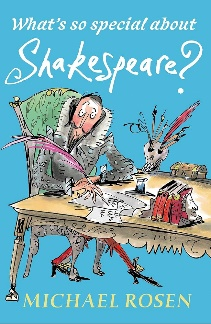 What's so special about
Shakespeare?
MICHAEL ROSEN